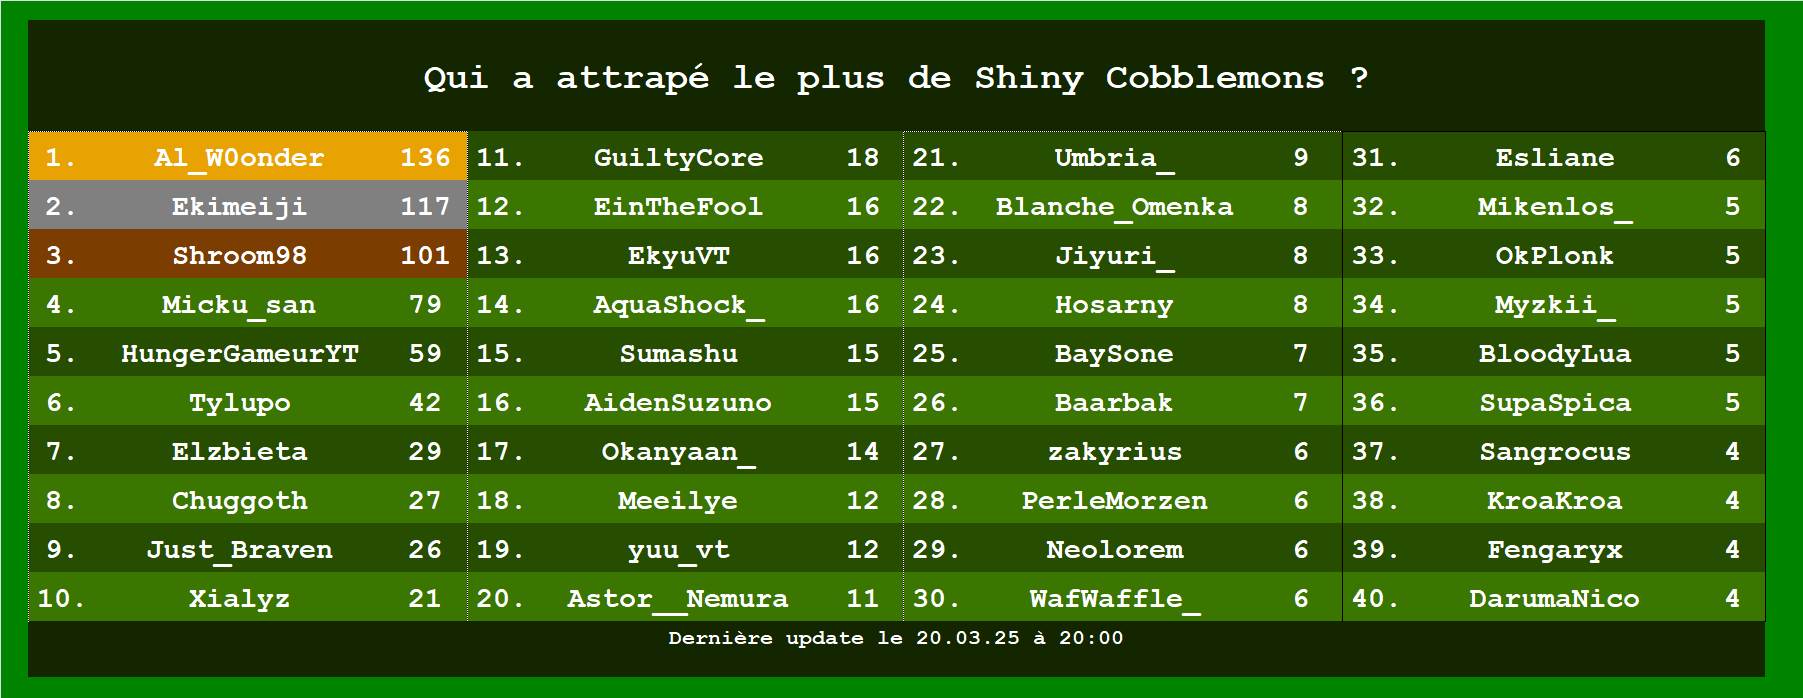 Qui a attrapé le plus de Shiny Cobblemons ?
1. Al_W0onder 136
2. Ekimeiji 117
3. Shroom98 101
4. Micku_san 79
5. HungerGameurYT 59
6. Tylupo 42
7. Elzbieta 29
8. Chuggoth 27
9. Just_Braven 26
10. Xialyz 21
11. GuiltyCore 18
12. EinTheFool 16
13. EkyuVT 16
14. AquaShock_ 16
15. Sumashu 15
16. AidenSuzuno 15
17. Okanyaan_ 14
18. Meeilye 12
19. yuu_vt 12
20. Astor__Nemura 11
21. Umbria_ 9
22. Blanche_Omenka 8
23. Jiyuri_ 8
24. Hosarny 8
25. BaySone 7
26. Baarbak 7
27. zakyrius 6
28. PerleMorzen 6
29. Neolorem 6
30. WafWaffle_ 6
31. Esliane 6
32. Mikenlos_ 5
33. OkPlonk 5
34. Myzkii_ 5
35. BloodyLua 5
36. SupaSpica 5
37. Sangrocus 4
38. KroaKroa 4
39. Fengaryx 4
40. DarumaNico 4
Dernière update le 20.03.25 à 20:00